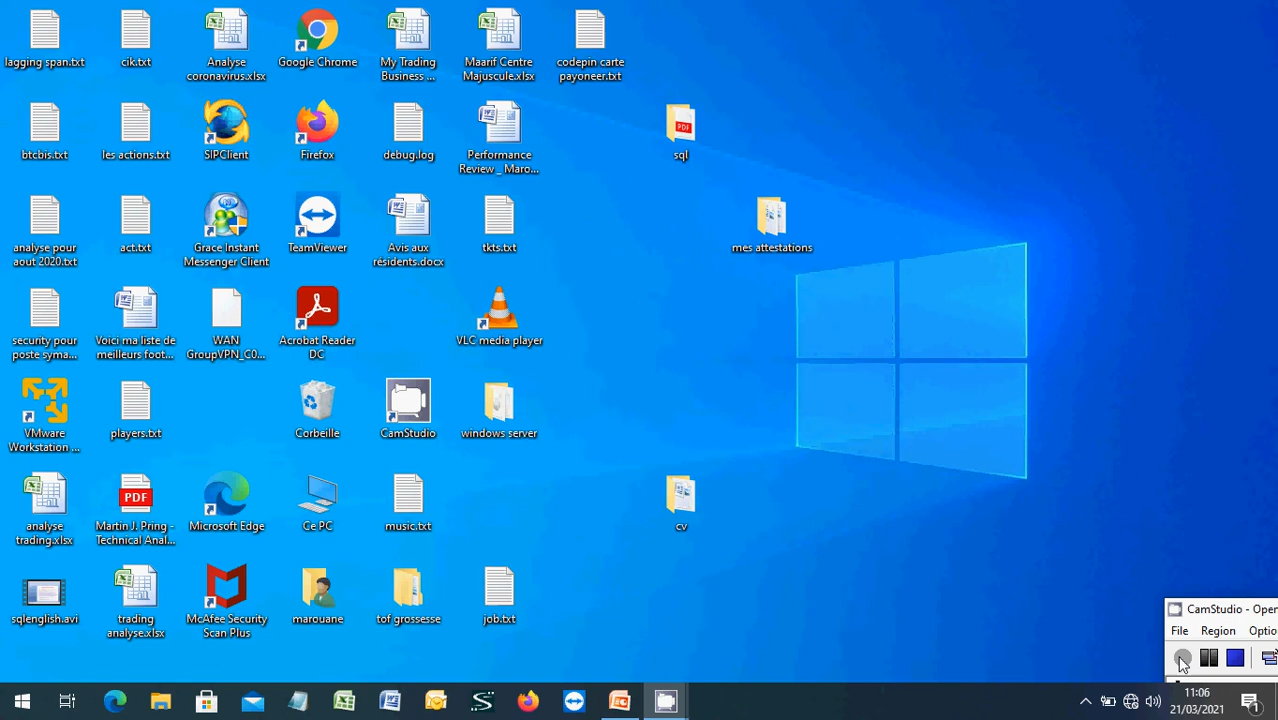 lagging span.txt
cik.txt
Analyse
coronavirus.xlsx
Google Chrome
My Trading
Business ...
Maarif Centre
Majuscule.xlsx
codepin carte
payoneer.txt
btcbis.txt
les actions.txt
SIPClient
Firefox
debug.log
Performance
Review _ Maro...
PDF
sql
analyse pour
aout 2020.txt
act.txt
Grace Instant
Messenger Client
TeamViewer
Avis aux
résidents.docx
tkts.txt
mes attestations
security pour
poste syma...
Voici ma liste de
meilleurs foot...
WAN
GroupVPN_C0...
Acrobat Reader
DC
VLC media player
VMware
Workstation ...
players.txt
Corbeille
CamStudio
windows server
analyse
trading.xlsx
PDF
Martin J. Pring -
Technical Anal...
Microsoft Edge
Ce PC
music.txt
cv
sqlenglish.avi
trading
analyse.xlsx
McAfee Security
Scan Plus
marouane
tof grossesse
job.txt
CamStudio - Open
File Region Optio
11:06
21/03/2021
1